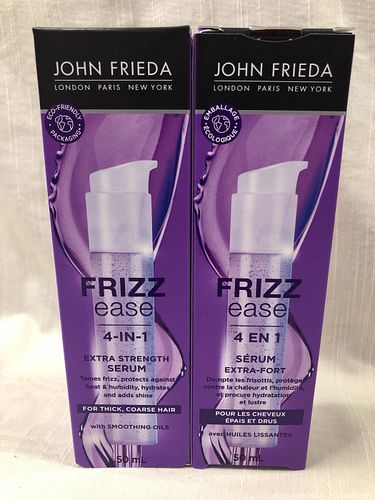 JOHN FRIEDA
LONDON PARIS NEW YORK
ECO-FRIENDLY
PACKAGING
FRIZZ
ease
4-IN-1
EXTRA STRENGTH
SERUM
Tames frizz, protects against
heat & humidity, hydrates
and adds shine
FOR THICK, COARSE HAIR
with SMOOTHING OILS
50 mL
JOHN FRIEDA
LONDON PARIS NEW YORK
EMBALLAGE
ÉCOLOGIQUE
FRIZZ
ease
4 EN 1
SÉRUM
EXTRA-FORT
Dompte les frisottis, protège
contre la chaleur et l'humidité,
et procure hydratation
et lustre
POUR LES CHEVEUX
ÉPAIS ET DRUS
avec HUILES LISSANTES
50 mL